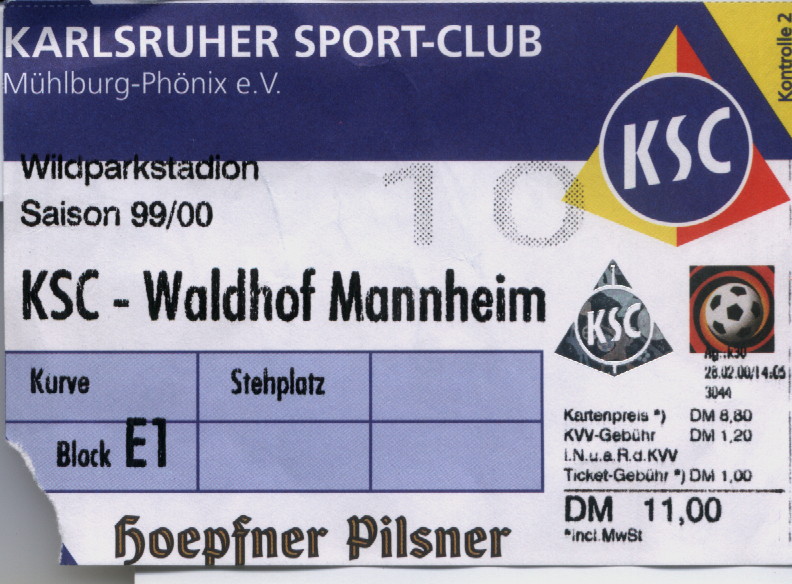 KARLSRUHER SPORT-CLUB
Mühlburg-Phönix e.V.
Kontrolle 2
KSC
Wildparkstadion
10
Saison 99/00
KSC - Waldhof Mannheim
KSC
Kurve Stehplatz
Block E1
28.02.00/14:05
3044
Kartenpreis *) DM 8,80
KVV-Gebühr DM 1,20
i.N.u.a.R.d.KVV
Ticket-Gebühr *) DM 1,00
DM 11,00
*incl.MwSt
Hoepfner Pilsner